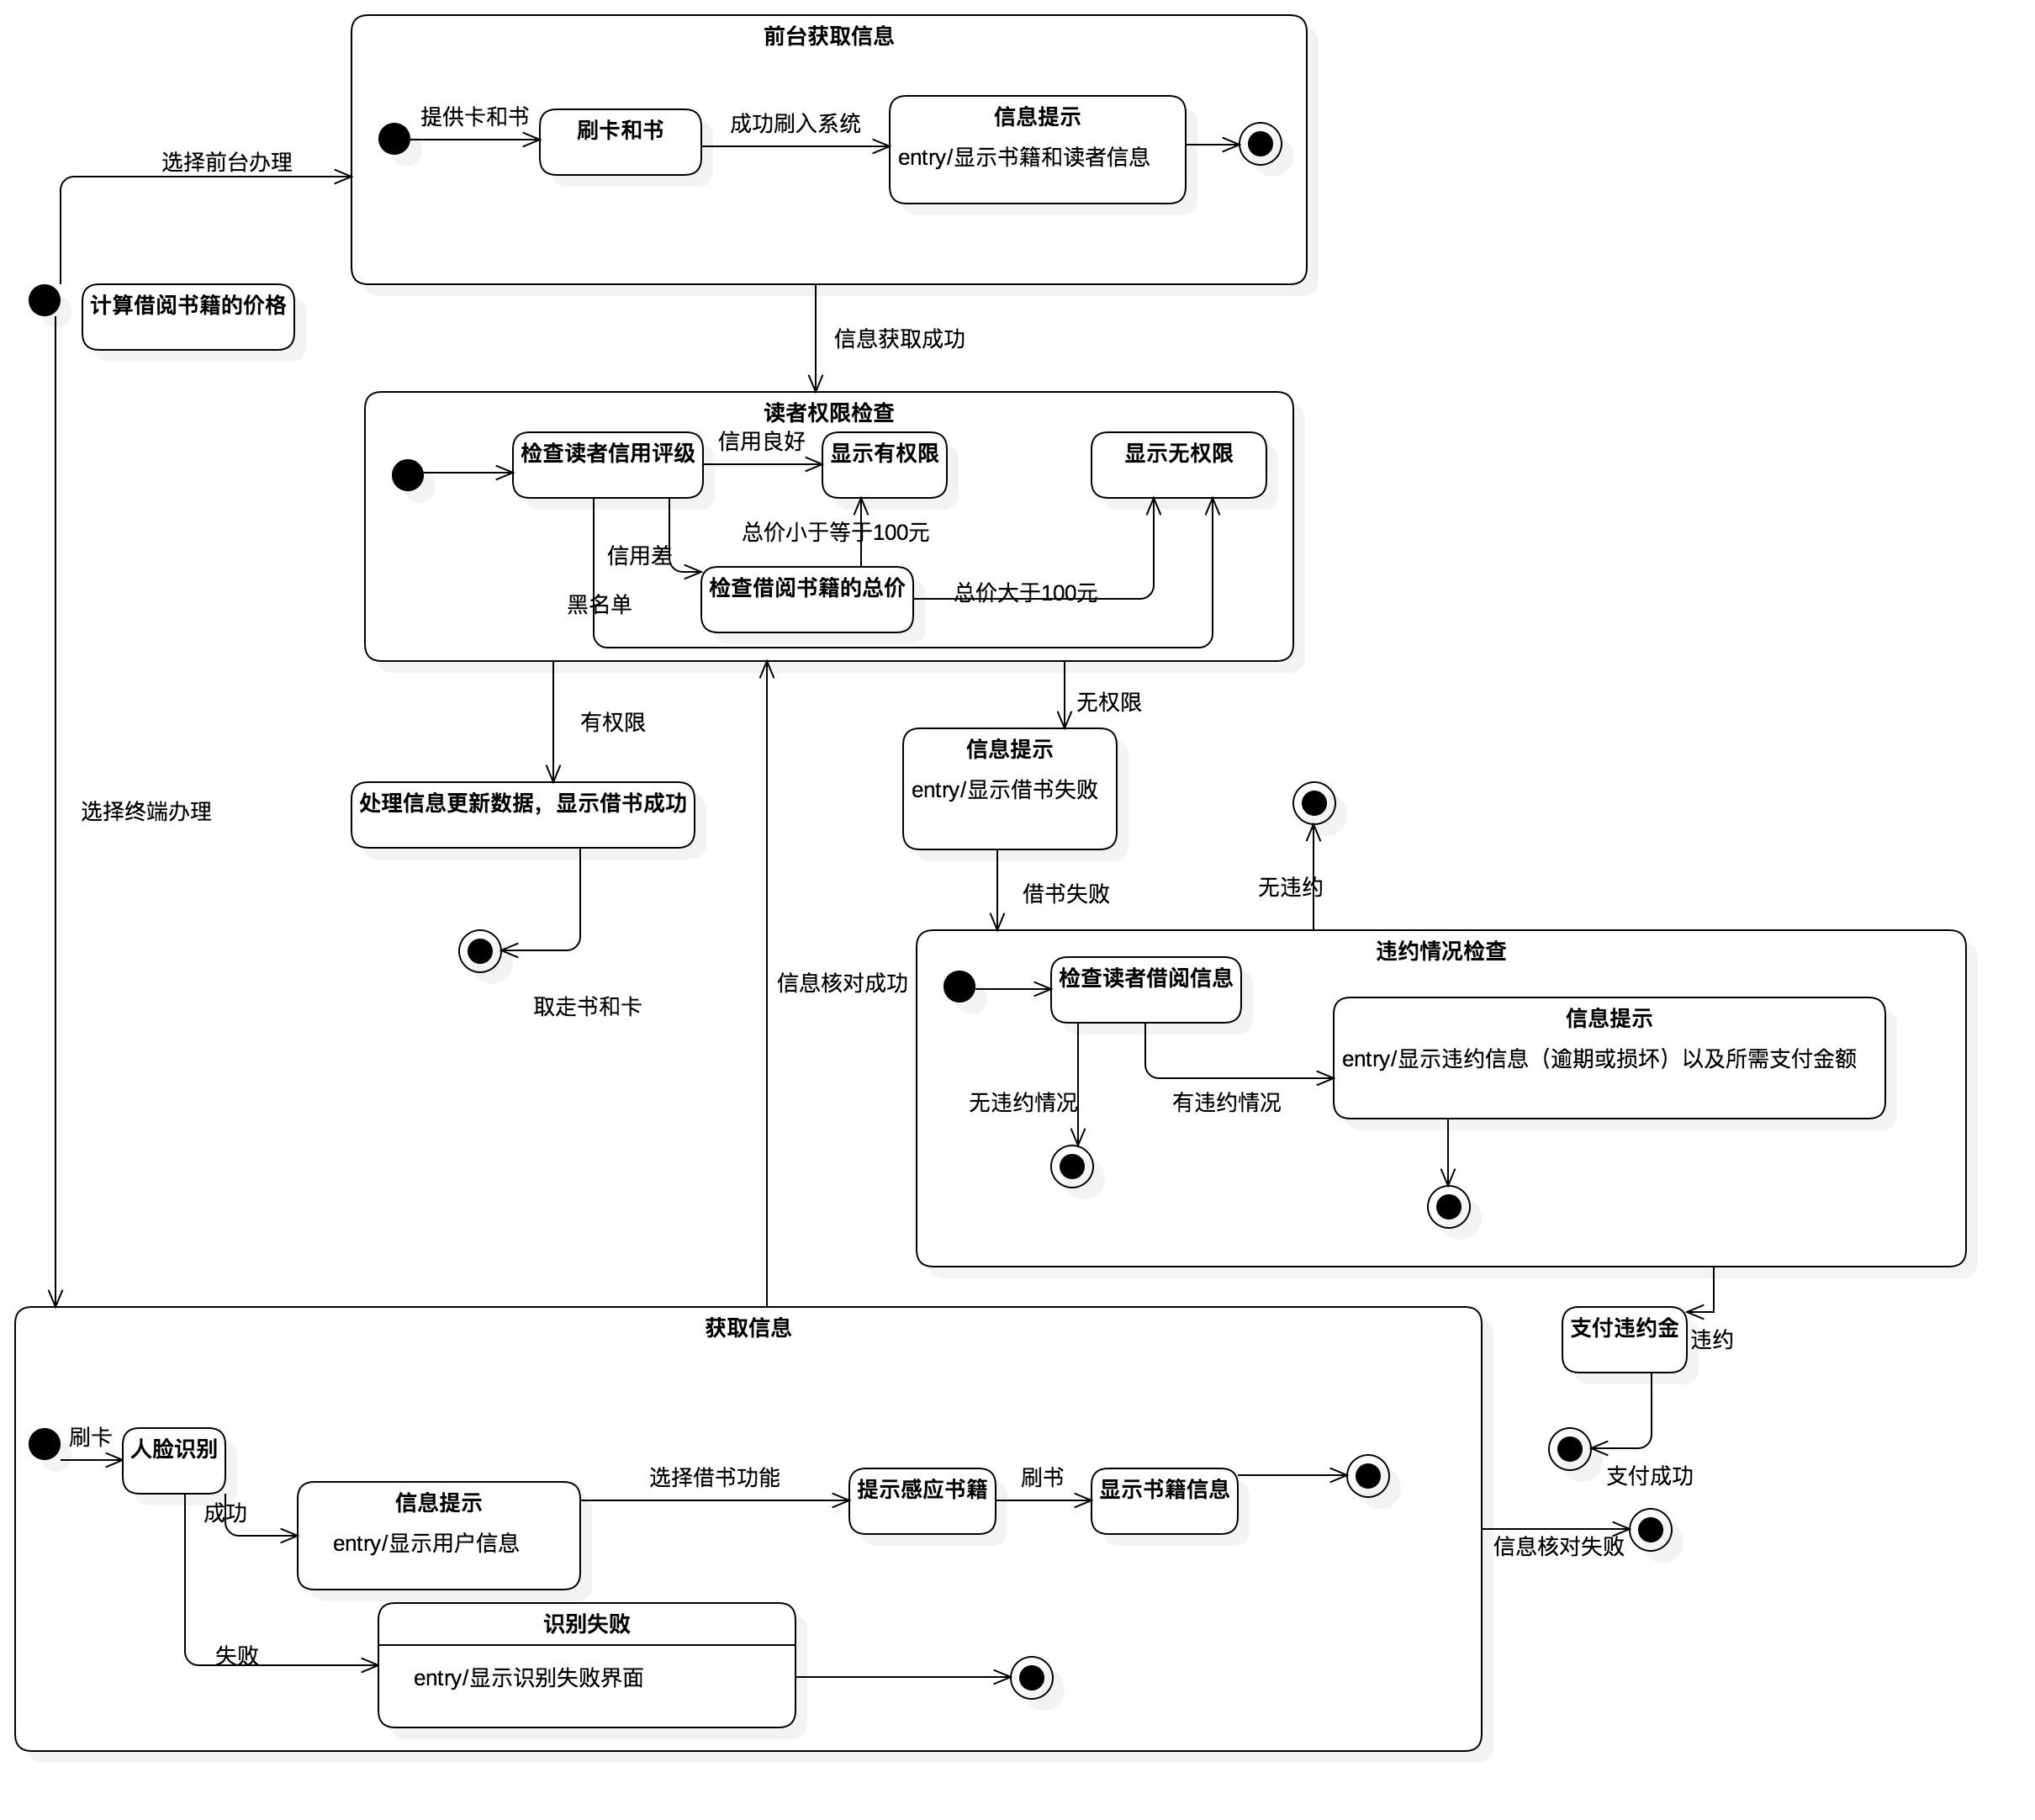 前台获取信息
提供卡和书
刷卡和书
成功刷入系统
信息提示
entry/显示书籍和读者信息
选择前台办理
计算借阅书籍的价格
信息获取成功
读者权限检查
检查读者信用评级
信用良好
显示有权限
显示无权限
总价小于等于100元
信用差
检查借阅书籍的总价
总价大于100元
黑名单
有权限
无权限
信息提示
entry/显示借书失败
处理信息更新数据，显示借书成功
选择终端办理
借书失败
无违约
违约情况检查
检查读者借阅信息
信息核对成功
取走书和卡
信息提示
entry/显示违约信息（逾期或损坏）以及所需支付金额
无违约情况
有违约情况
获取信息
支付违约金
违约
刷卡
人脸识别
成功
信息提示
entry/显示用户信息
选择借书功能
提示感应书籍
刷书
显示书籍信息
支付成功
信息核对失败
失败
识别失败
entry/显示识别失败界面